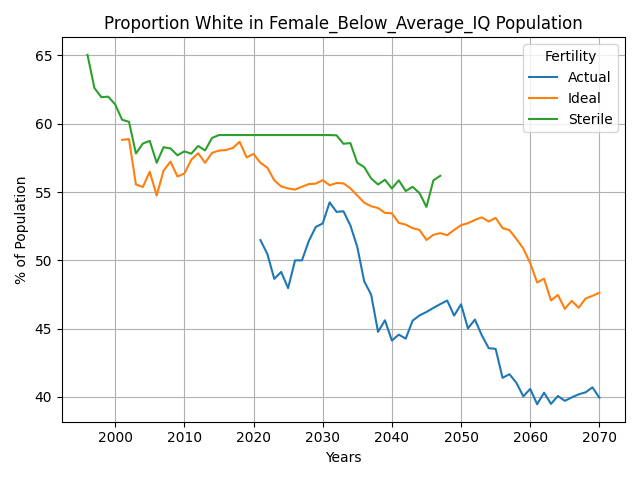 Proportion White in Female_Below_Average_IQ Population
Fertility
Actual
Ideal
Sterile
% of Population
65
60
55
50
45
40
2000
2010
2020
2030
2040
2050
2060
2070
Years